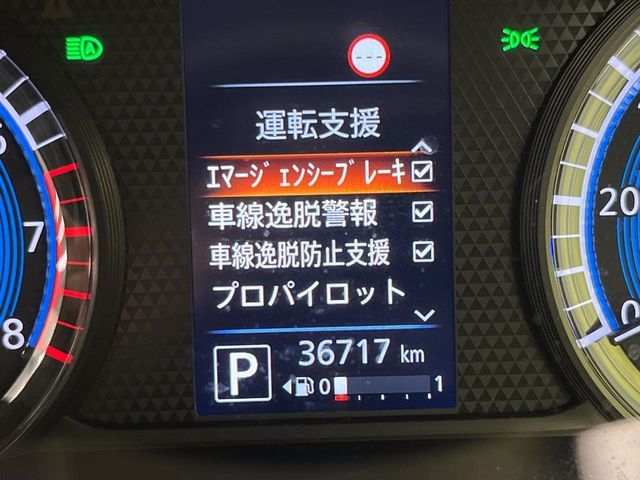 A
---
運転支援
エマージェンシーブレーキ
車線逸脱警報
車線逸脱防止支援
プロパイロット
6
7
8
20
0
P
36717 km
0 1